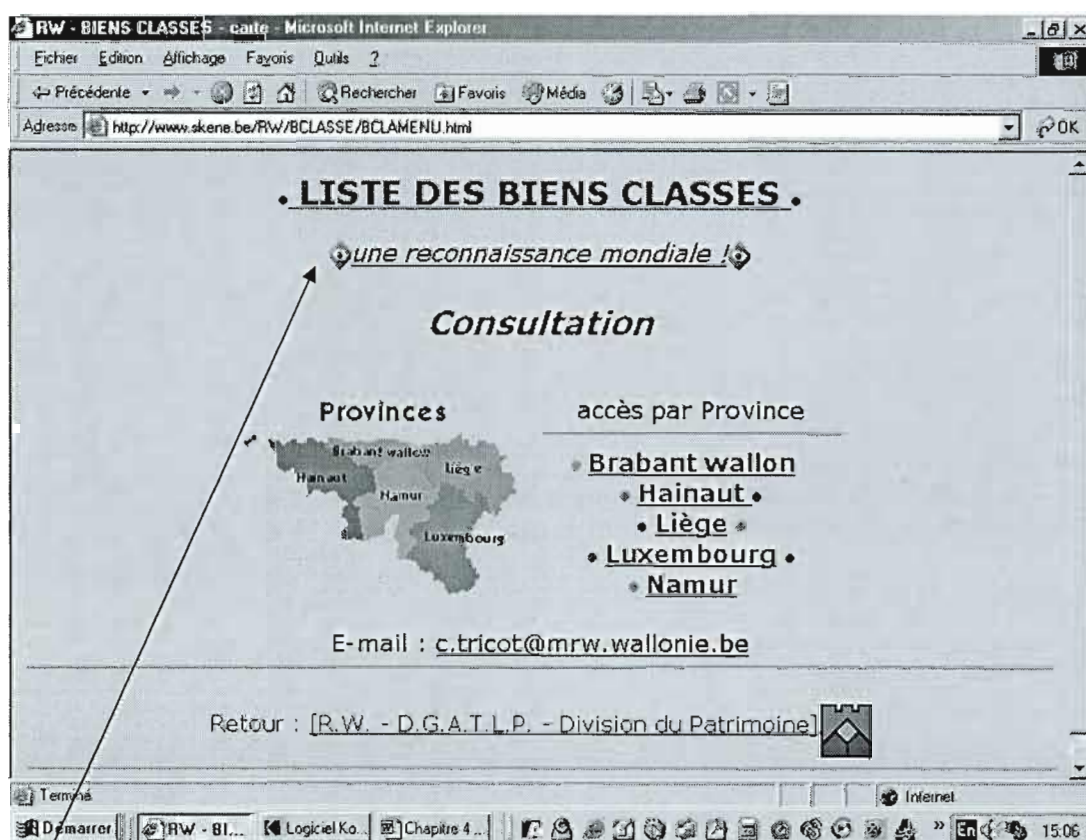 RW - BIENS CLASSES - carte - Microsoft Internet Explorer
Fichier Edition Affichage Favoris Outils ?
Précédente Rechercher Favoris Média
Adresse http://www.skene.be/RW/BCLASSE/BCLAMENU.html OK
• LISTE DES BIENS CLASSES •
une reconnaissance mondiale !
Consultation
Provinces
Brabant wallon
Liège
Hainaut
Namur
Luxembourg
accès par Province
• Brabant wallon
• Hainaut •
• Liège •
• Luxembourg •
• Namur
E-mail : c.tricot@mrw.wallonie.be
Retour : [R.W. - D.G.A.T.L.P. - Division du Patrimoine]
Terminé Internet
Démarrer RW - BI... Logiciel Ko... Chapitre 4 ... » En 15:06